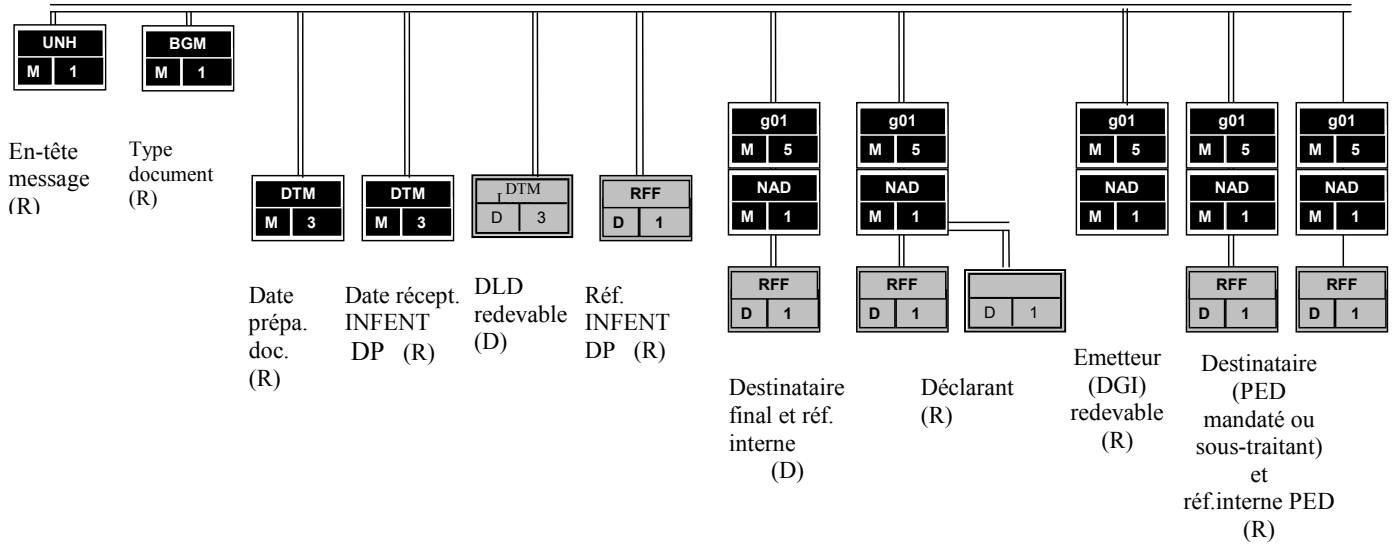 UNH
M 1
BGM
M 1
En-tête
message
(R)
Type
document
(R)
DTM
M 3
Date
prépa.
doc.
(R)
DTM
M 3
Date récept.
INFENT
DP (R)
DTM
D 3
DLD
redevable
(D)
RFF
D 1
Réf.
INFENT
DP (R)
g01
M 5
NAD
M 1
RFF
D 1
Destinataire
final et réf.
interne
(D)
g01
M 5
NAD
M 1
RFF
D 1
D 1
Déclarant
(R)
g01
M 5
NAD
M 1
Emetteur
(DGI)
redevable
(R)
g01
M 5
NAD
M 1
RFF
D 1
g01
M 5
NAD
M 1
RFF
D 1
Destinataire
(PED
mandaté ou
sous-traitant)
et
réf.interne PED
(R)